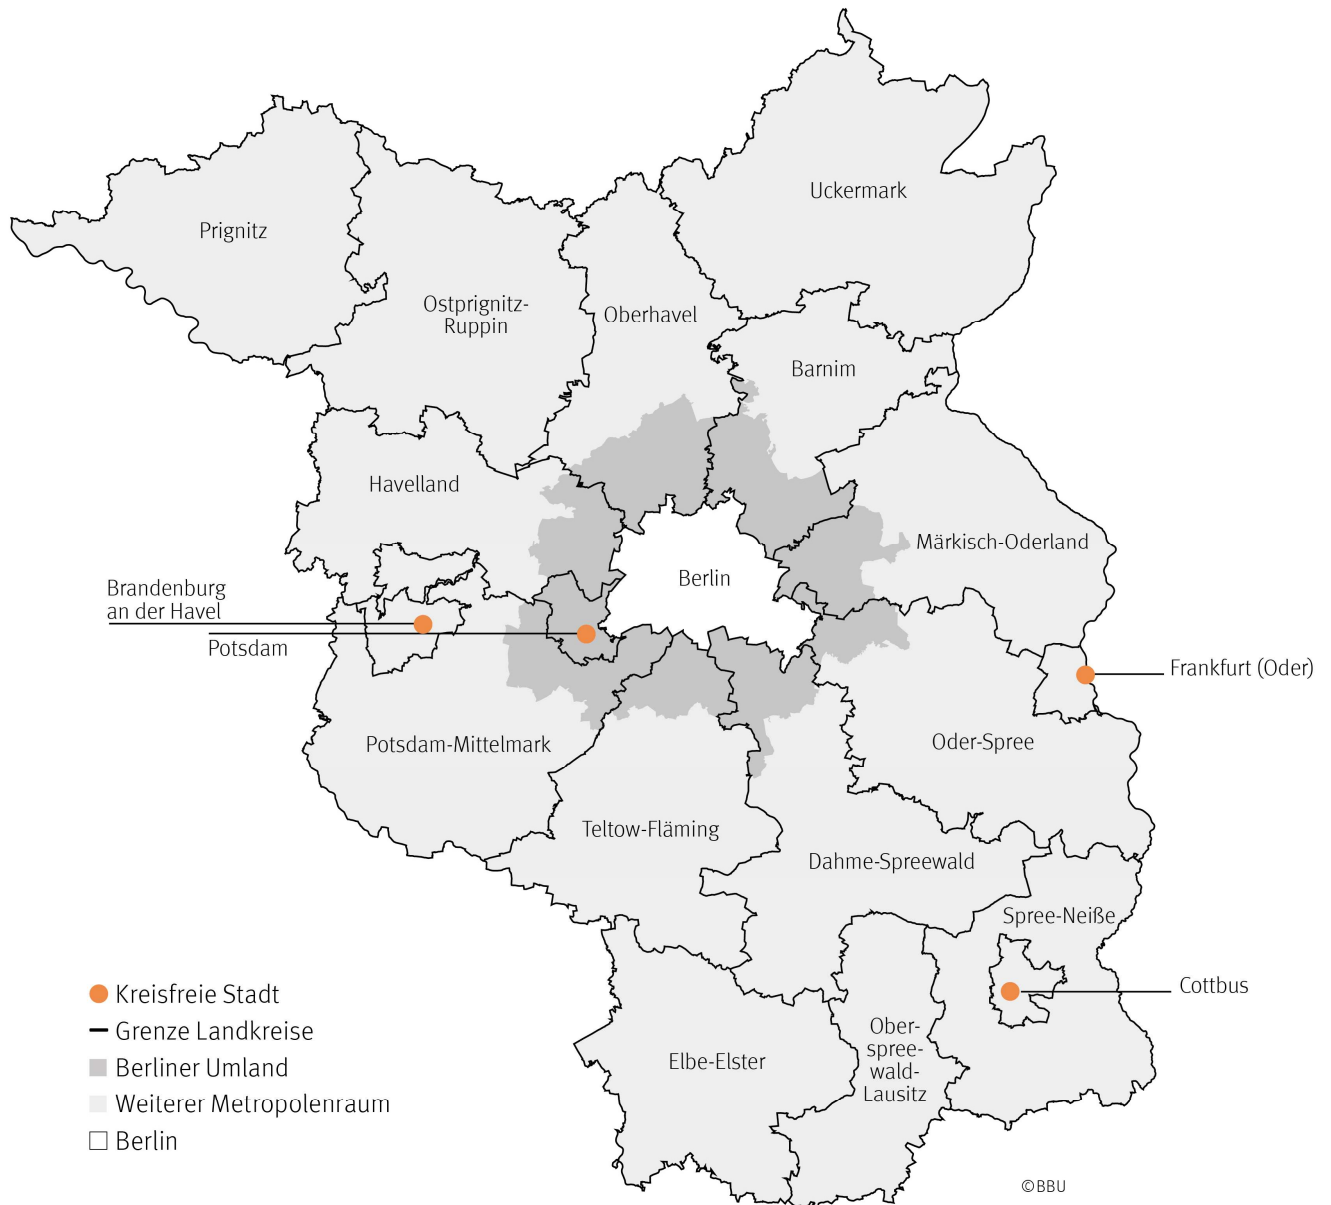 Uckermark
Prignitz
Ostprignitz-
Ruppin
Oberhavel
Barnim
Havelland
Märkisch-Oderland
Berlin
Brandenburg
an der Havel
Potsdam
Frankfurt (Oder)
Potsdam-Mittelmark
Oder-Spree
Teltow-Fläming
Dahme-Spreewald
Spree-Neiße
Cottbus
Ober-
spree-
wald-
Lausitz
Elbe-Elster
Kreisfreie Stadt
Grenze Landkreise
Berliner Umland
Weiterer Metropolenraum
Berlin
©BBU